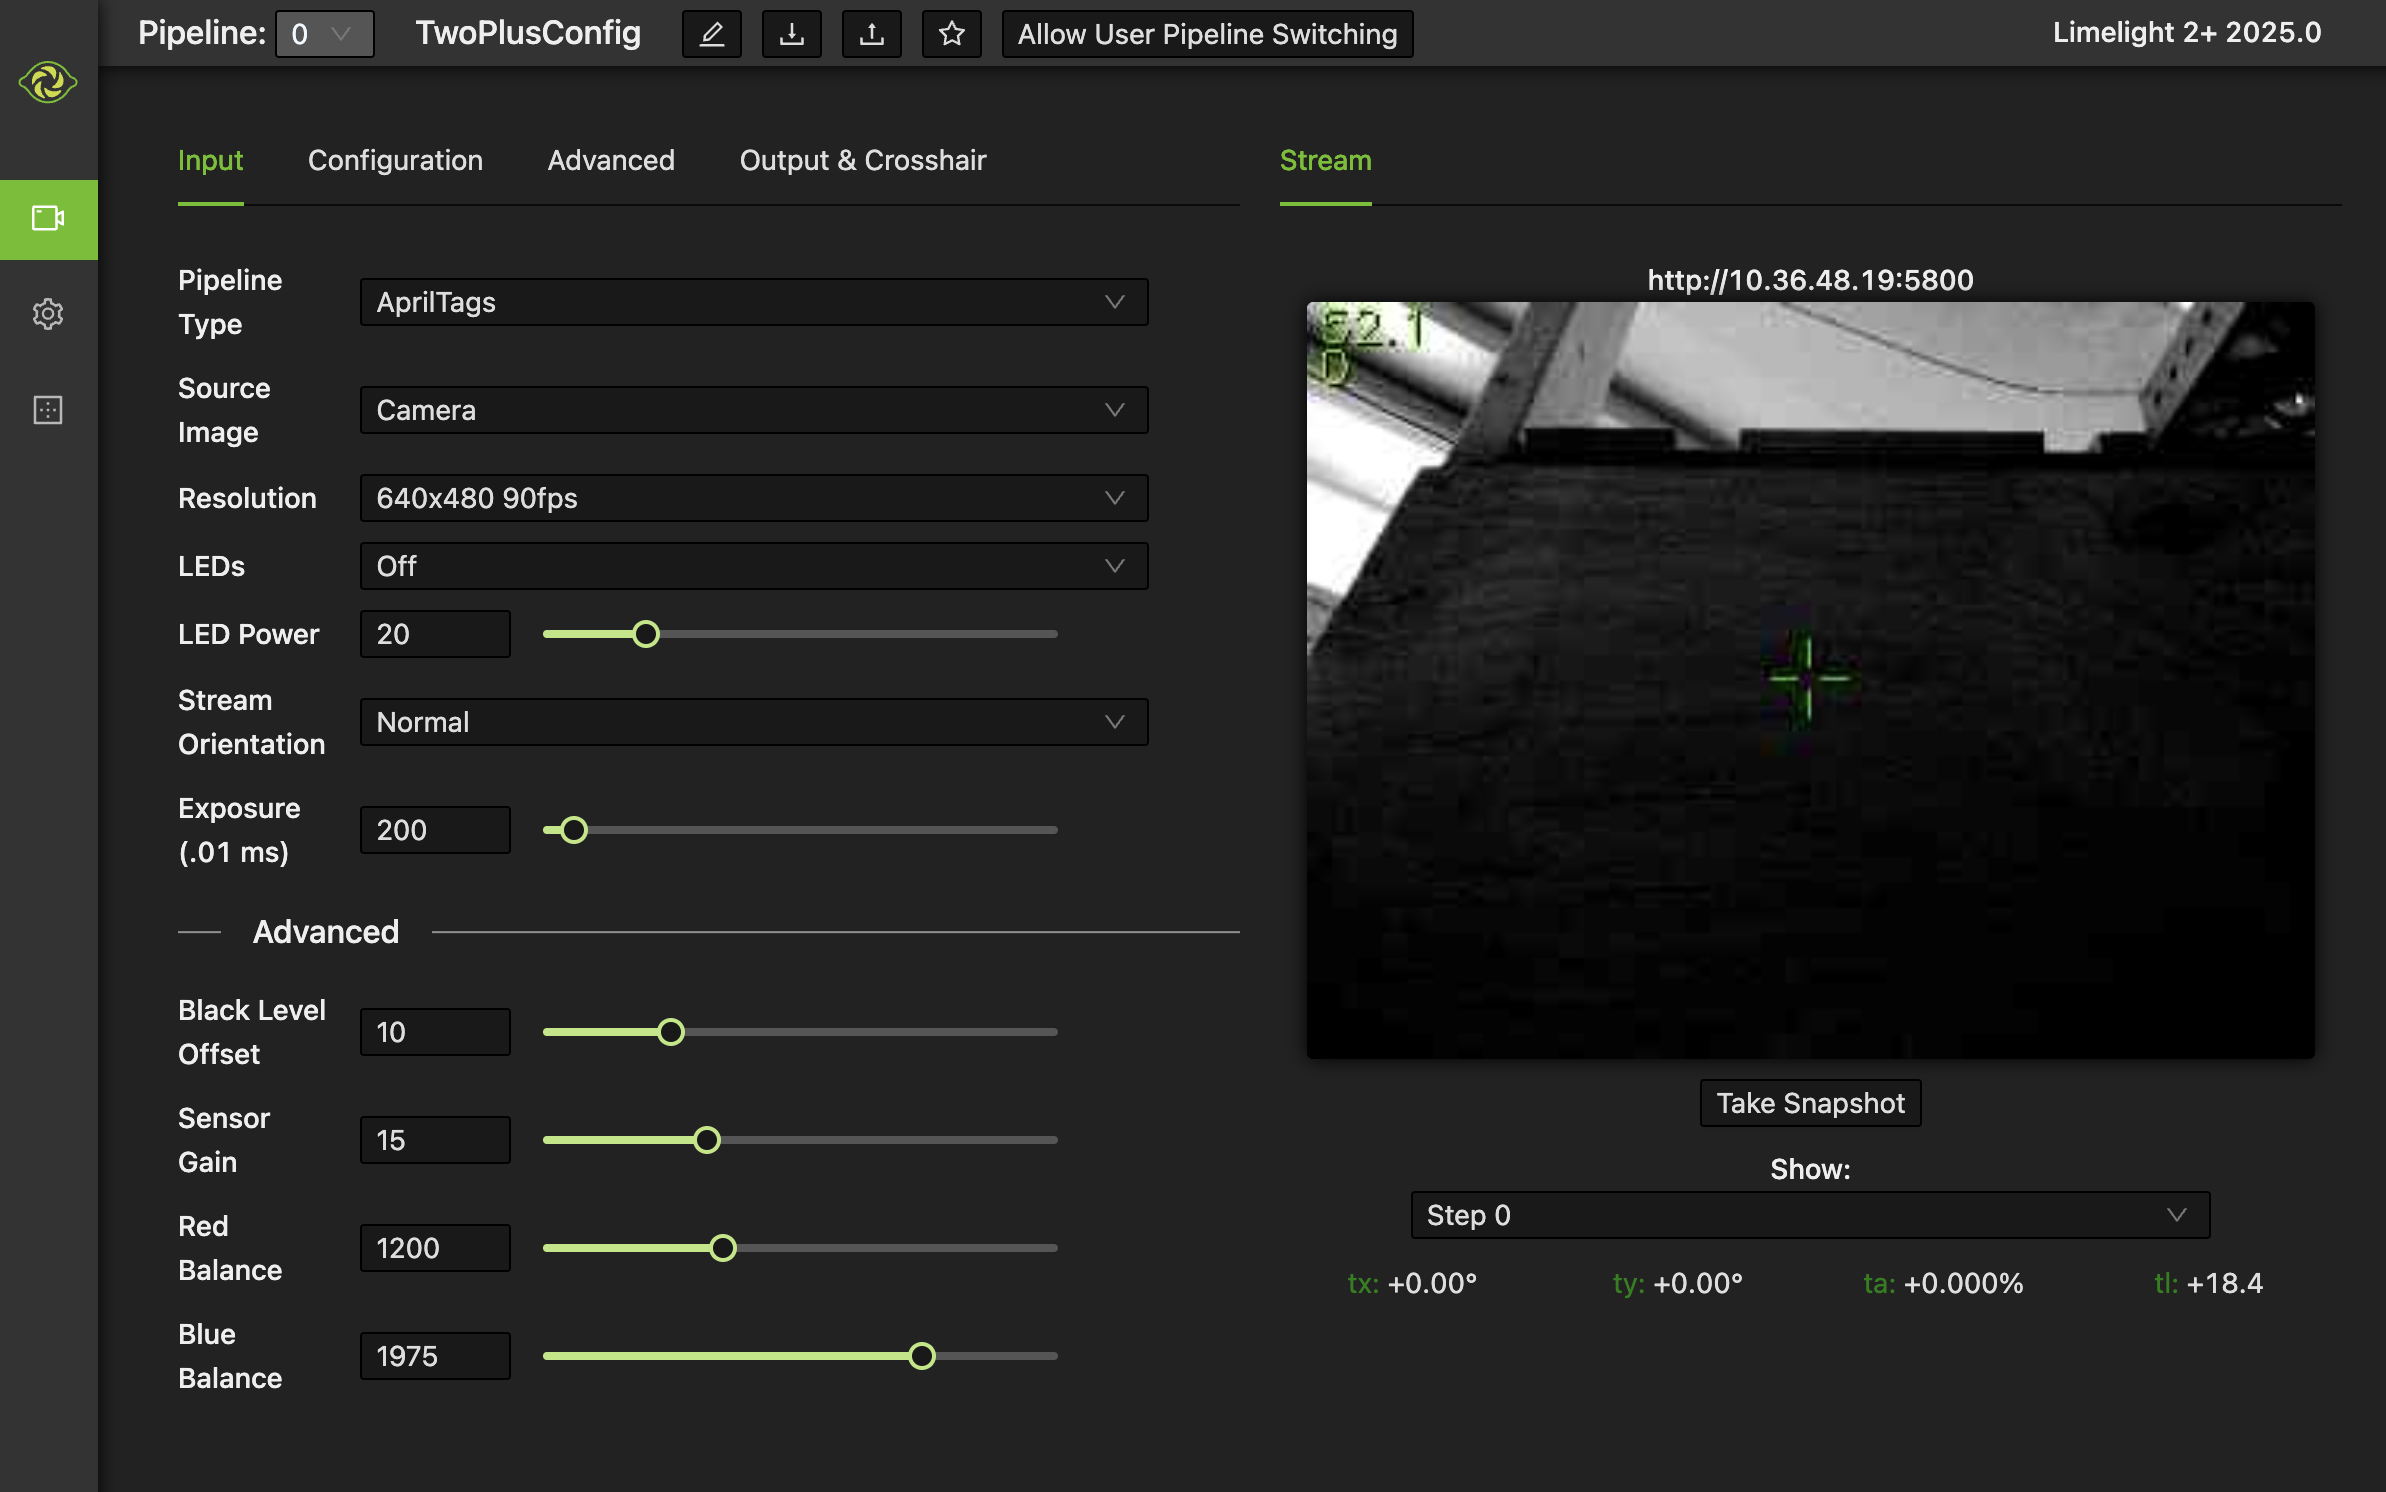 Pipeline: 0 TwoPlusConfig Allow User Pipeline Switching Limelight 2+ 2025.0
Input Configuration Advanced Output & Crosshair
Pipeline
Type
AprilTags
Source
Image
Camera
Resolution 640x480 90fps
LEDs Off
LED Power 20
Stream
Orientation
Normal
Exposure
(.01 ms)
200
Advanced
Black Level
Offset
10
Sensor
Gain
15
Red
Balance
1200
Blue
Balance
1975
Stream
http://10.36.48.19:5800
Take Snapshot
Show:
Step 0
tx: +0.00° ty: +0.00° ta: +0.000% tl: +18.4